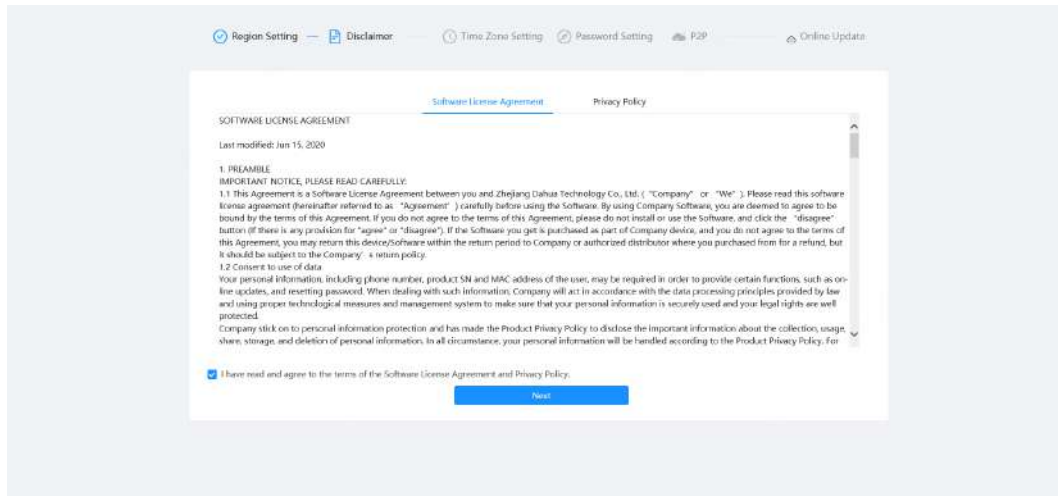 Region Setting
Disclaimer
Time Zone Setting
Password Setting
P2P
Online Update
Software License Agreement
Privacy Policy
SOFTWARE LICENSE AGREEMENT
Last modified: Jun 15, 2020
1. PREAMBLE
IMPORTANT NOTICE, PLEASE READ CAREFULLY:
1.1 This Agreement is a Software License Agreement between you and Zhejiang Dahua Technology Co., Ltd. ( "Company" or "We" ). Please read this software
license agreement (hereinafter referred to as "Agreement" ) carefully before using the Software. By using Company Software, you are deemed to agree to be
bound by the terms of this Agreement. If you do not agree to the terms of this Agreement, please do not install or use the Software, and click the "disagree"
button (if there is any provision for "agree" or "disagree"). If the Software you get is purchased as part of Company device, and you do not agree to the terms of
this Agreement, you may return this device/Software within the return period to Company or authorized distributor where you purchased from for a refund, but
it should be subject to the Company' s return policy.
1.2 Consent to use of data
Your personal information, including phone number, product SN and MAC address of the user, may be required in order to provide certain functions, such as on-
line updates, and resetting password. When dealing with such information, Company will act in accordance with the data processing principles provided by law
and using proper technological measures and management system to make sure that your personal information is securely used and your legal rights are well
protected.
Company stick on to personal information protection and has made the Product Privacy Policy to disclose the important information about the collection, usage,
share, storage, and deletion of personal information. In all circumstance, your personal information will be handled according to the Product Privacy Policy. For
I have read and agree to the terms of the Software License Agreement and Privacy Policy.
Next